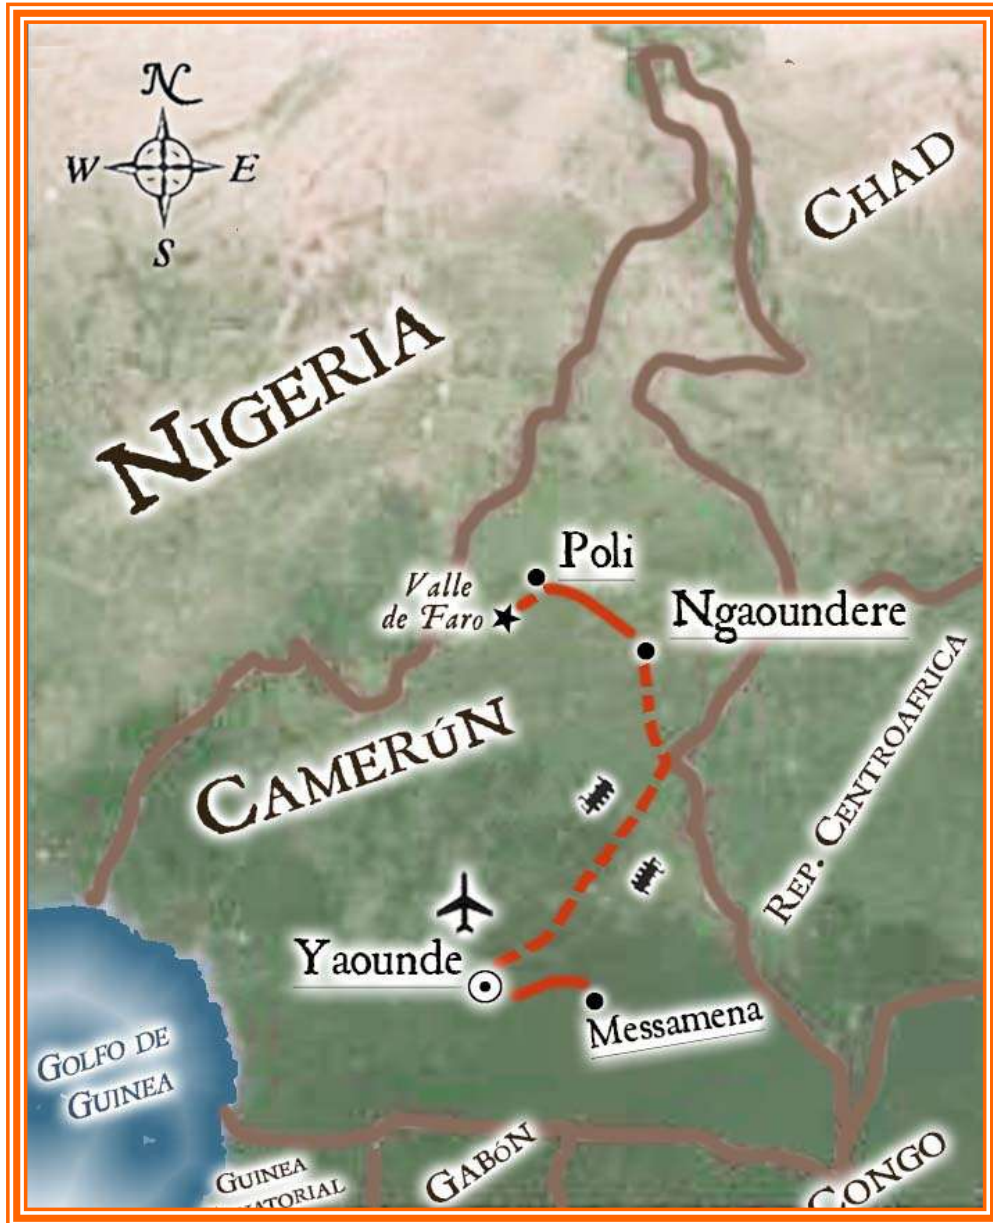 N
W E
S
CHAD
NIGERIA
Poli
Valle
de Faro
Ngaoundere
CAMERÚN
REP. CENTROAFRICA
Yaounde
Messamena
GOLFO DE
GUINEA
GUINEA
GABÓN
CONGO